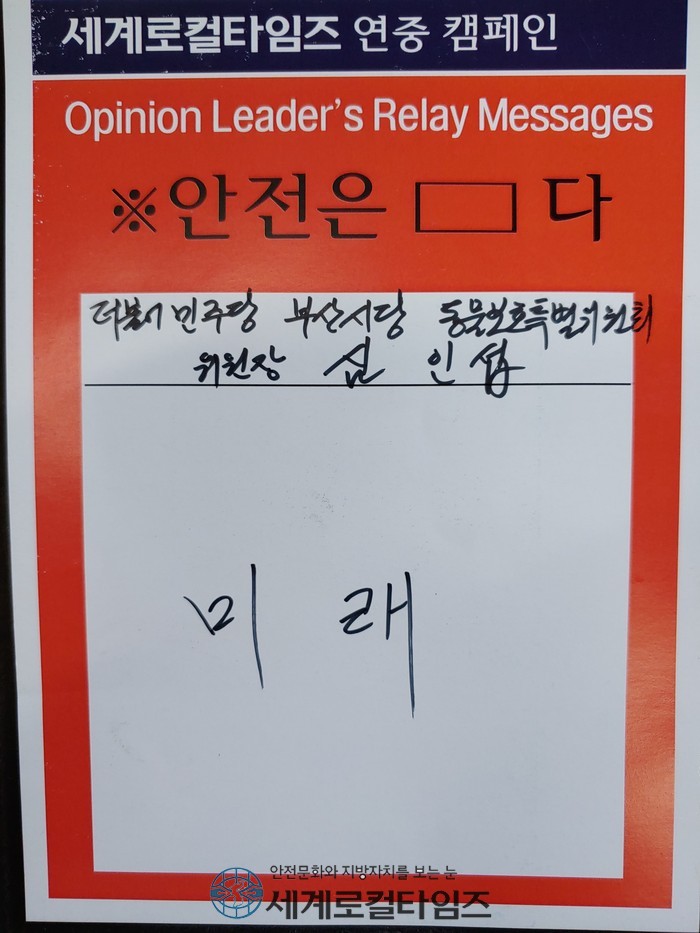 세계로컬타임즈 연중 캠페인
Opinion Leader's Relay Messages
※안전은 ▭ 다
더불어민주당 부산시당 동물보호특별위원회
위원장 심인섭
미래
안전문화와 지방자치를 보는 눈
세계로컬타임즈